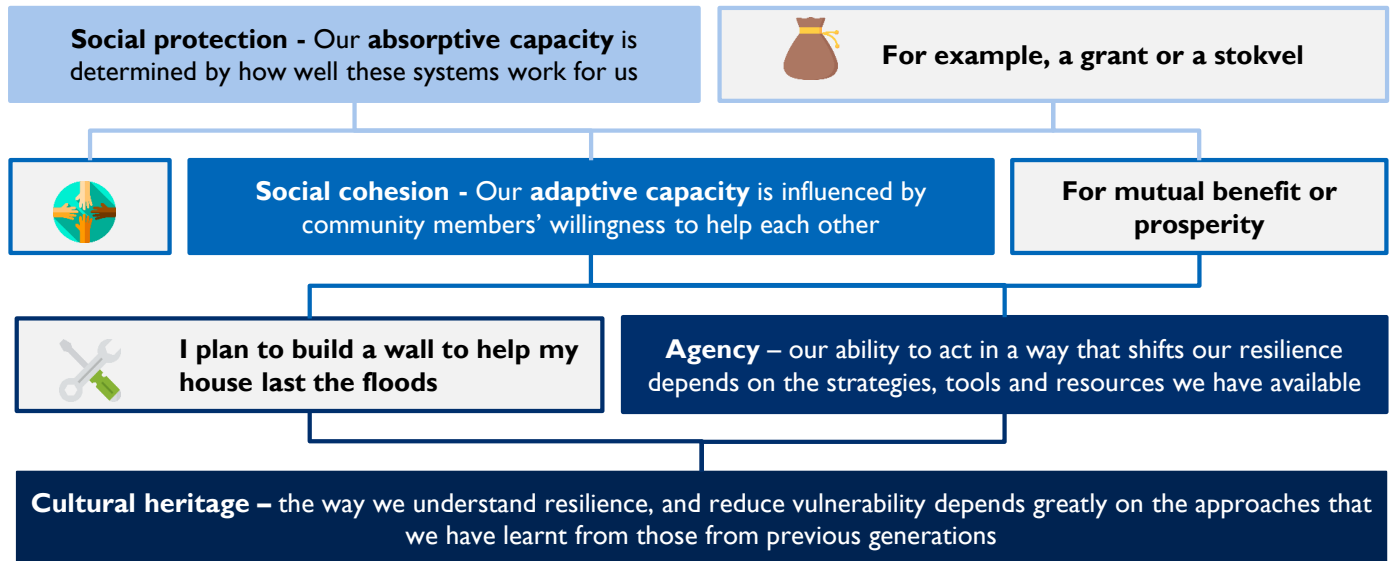 Social protection - Our absorptive capacity is
determined by how well these systems work for us
For example, a grant or a stokvel
Social cohesion - Our adaptive capacity is influenced by
community members’ willingness to help each other
For mutual benefit or
prosperity
I plan to build a wall to help my
house last the floods
Agency – our ability to act in a way that shifts our resilience
depends on the strategies, tools and resources we have available
Cultural heritage – the way we understand resilience, and reduce vulnerability depends greatly on the approaches that
we have learnt from those from previous generations